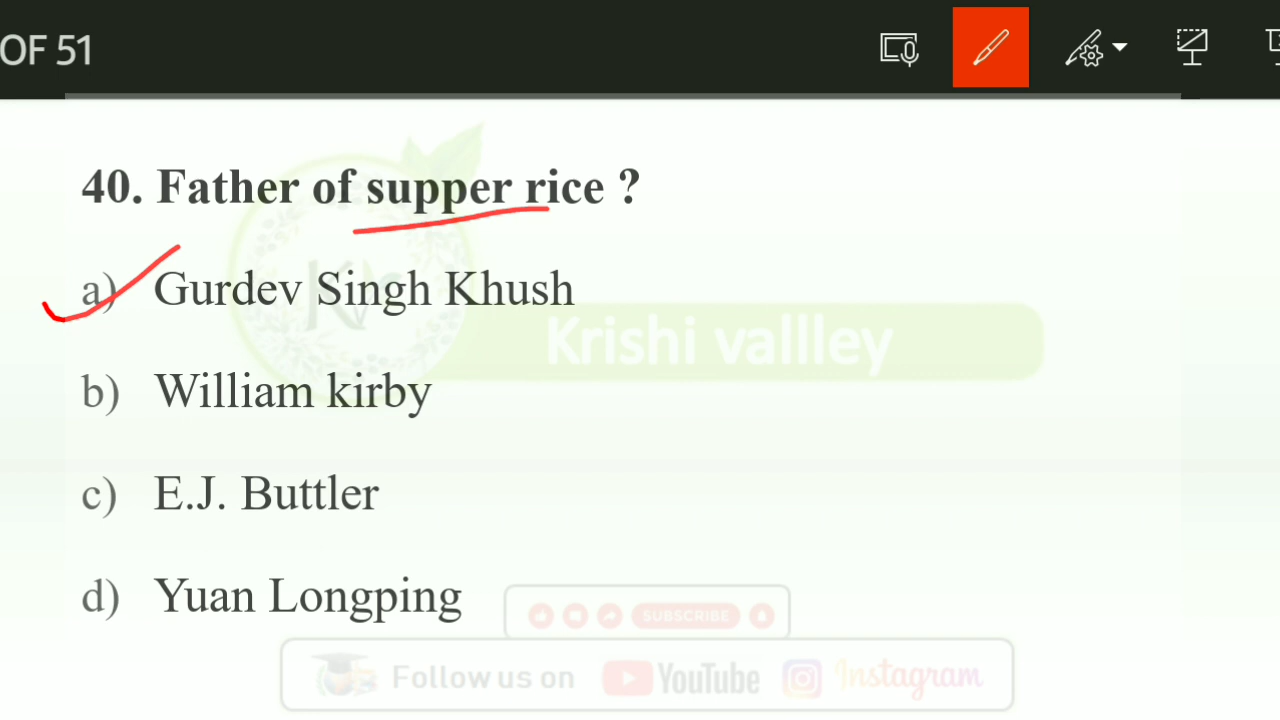 OF 51
40. Father of supper rice ?
a) Gurdev Singh Khush
Krishi vallley
b) William kirby
c) E.J. Buttler
d) Yuan Longping
SUBSCRIBE
Follow us on YouTube Instagram